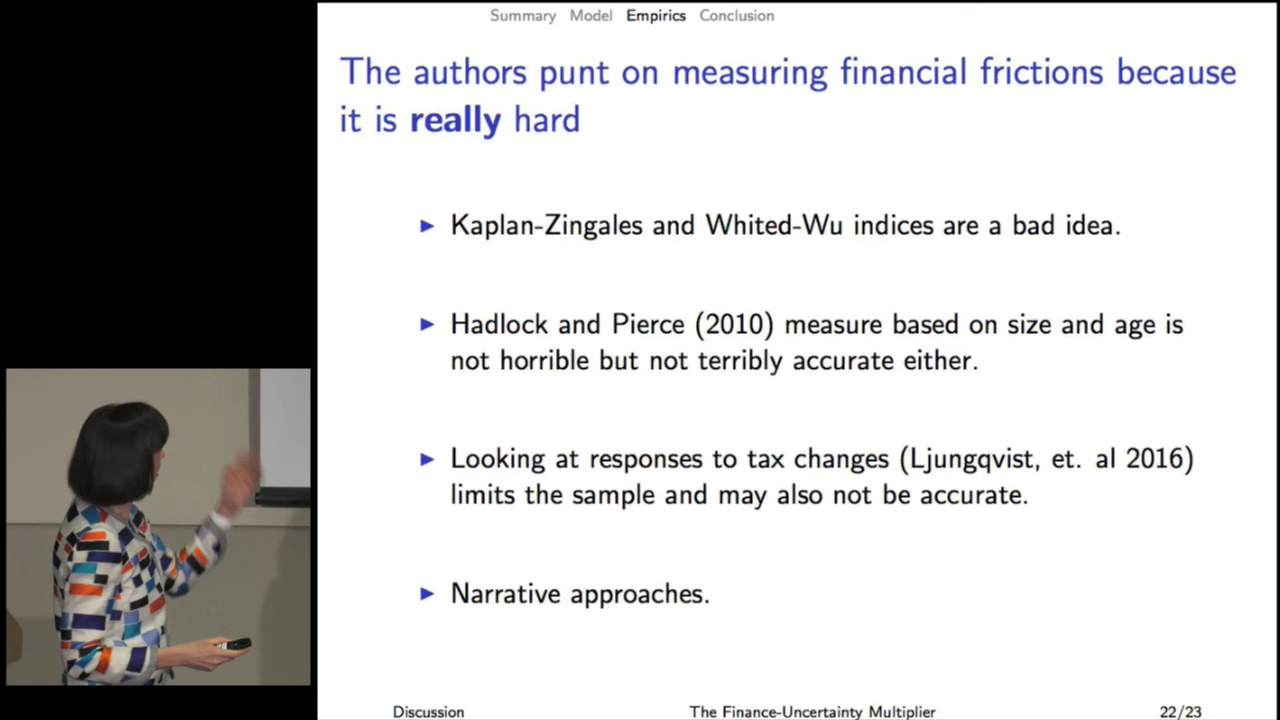 Summary Model Empirics Conclusion
The authors punt on measuring financial frictions because
it is really hard
Kaplan-Zingales and Whited-Wu indices are a bad idea.
Hadlock and Pierce (2010) measure based on size and age is
not horrible but not terribly accurate either.
Looking at responses to tax changes (Ljungqvist, et. al 2016)
limits the sample and may also not be accurate.
Narrative approaches.
Discussion The Finance-Uncertainty Multiplier 22/23